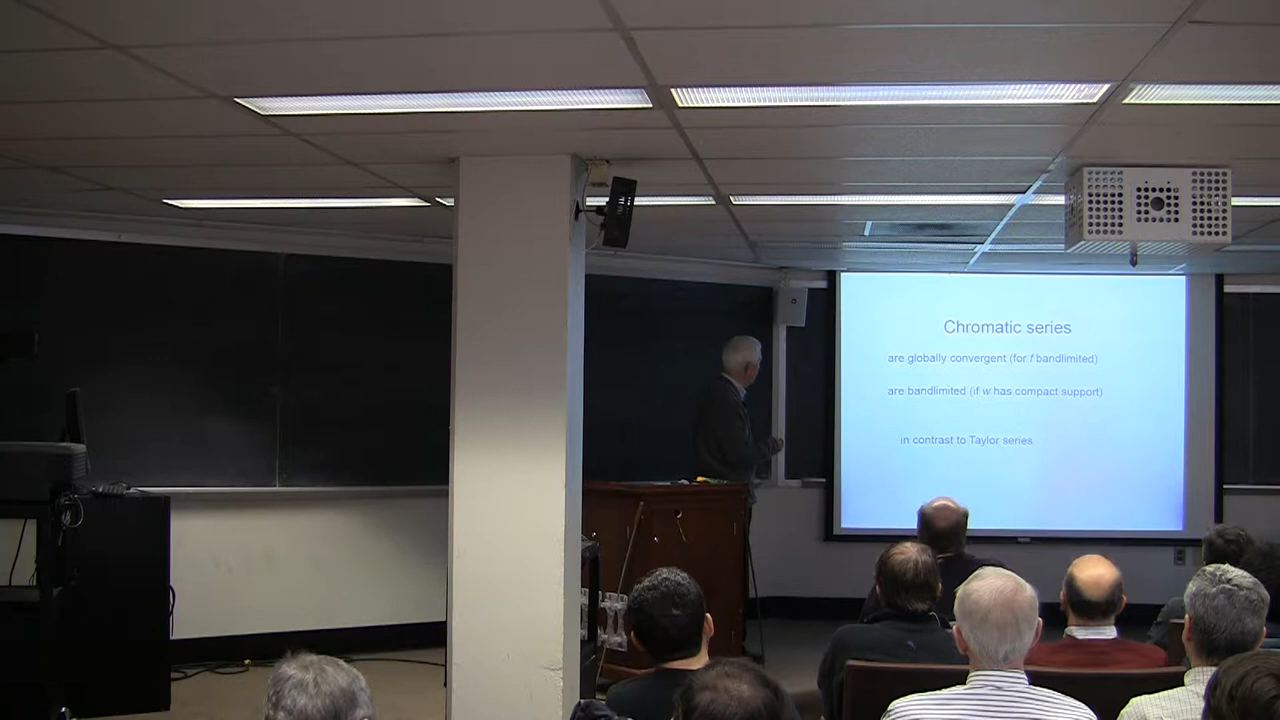 Chromatic series
are globally convergent (for f bandlimited)
are bandlimited (if w has compact support)
in contrast to Taylor series